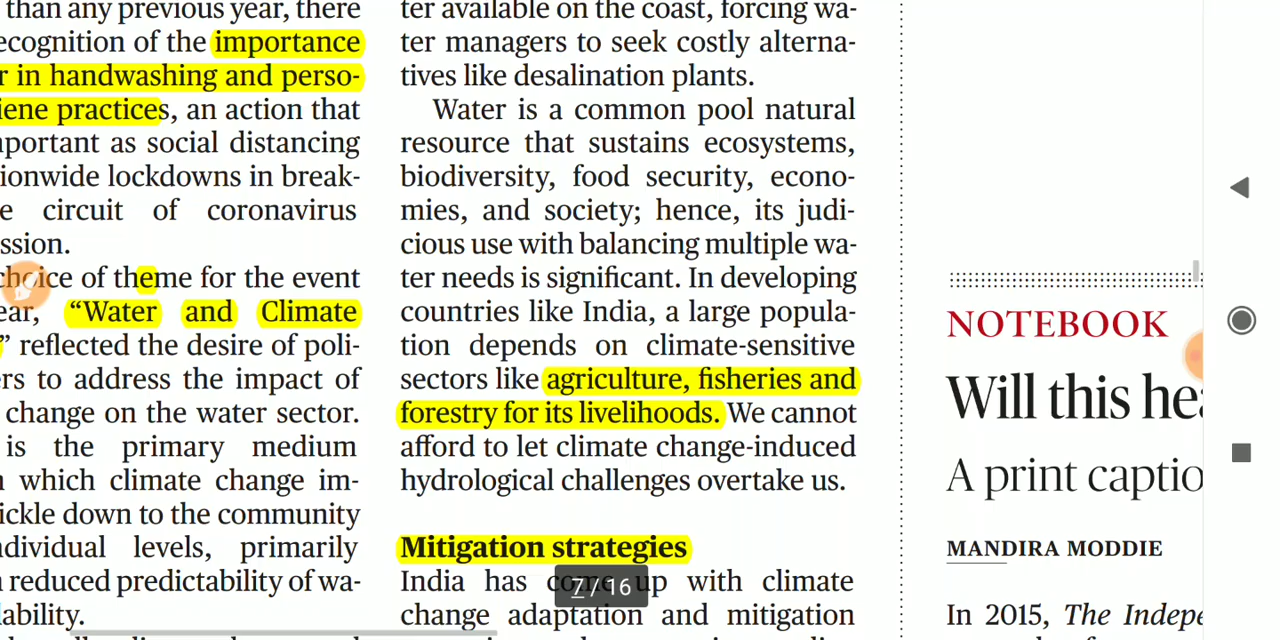 than any previous year, there
ecognition of the importance
r in handwashing and perso-
iene practices, an action that
portant as social distancing
ionwide lockdowns in break-
e circuit of coronavirus
ssion.
choice of theme for the event
ear, “Water and Climate
” reflected the desire of poli-
rs to address the impact of
change on the water sector.
is the primary medium
which climate change im-
ickle down to the community
dividual levels, primarily
reduced predictability of wa-
lability.
ter available on the coast, forcing wa-
ter managers to seek costly alterna-
tives like desalination plants.
Water is a common pool natural
resource that sustains ecosystems,
biodiversity, food security, econo-
mies, and society; hence, its judi-
cious use with balancing multiple wa-
ter needs is significant. In developing
countries like India, a large popula-
tion depends on climate-sensitive
sectors like agriculture, fisheries and
forestry for its livelihoods. We cannot
afford to let climate change-induced
hydrological challenges overtake us.
Mitigation strategies
India has come up with climate
change adaptation and mitigation
7 / 16
NOTEBOOK
Will this hea
A print captio
MANDIRA MODDIE
In 2015, The Indepe